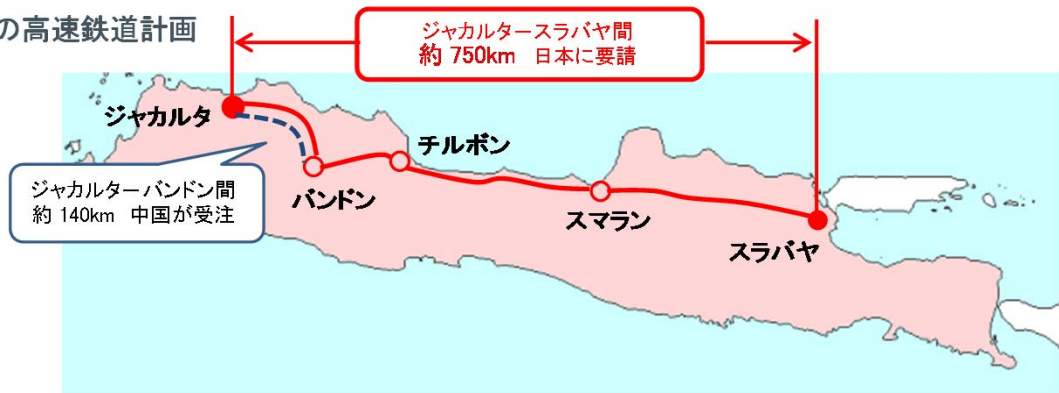 の高速鉄道計画
ジャカルタースラバヤ間
約 750km 日本に要請
ジャカルタ
チルボン
ジャカルターバンドン間
約 140km 中国が受注
バンドン
スマラン
スラバヤ